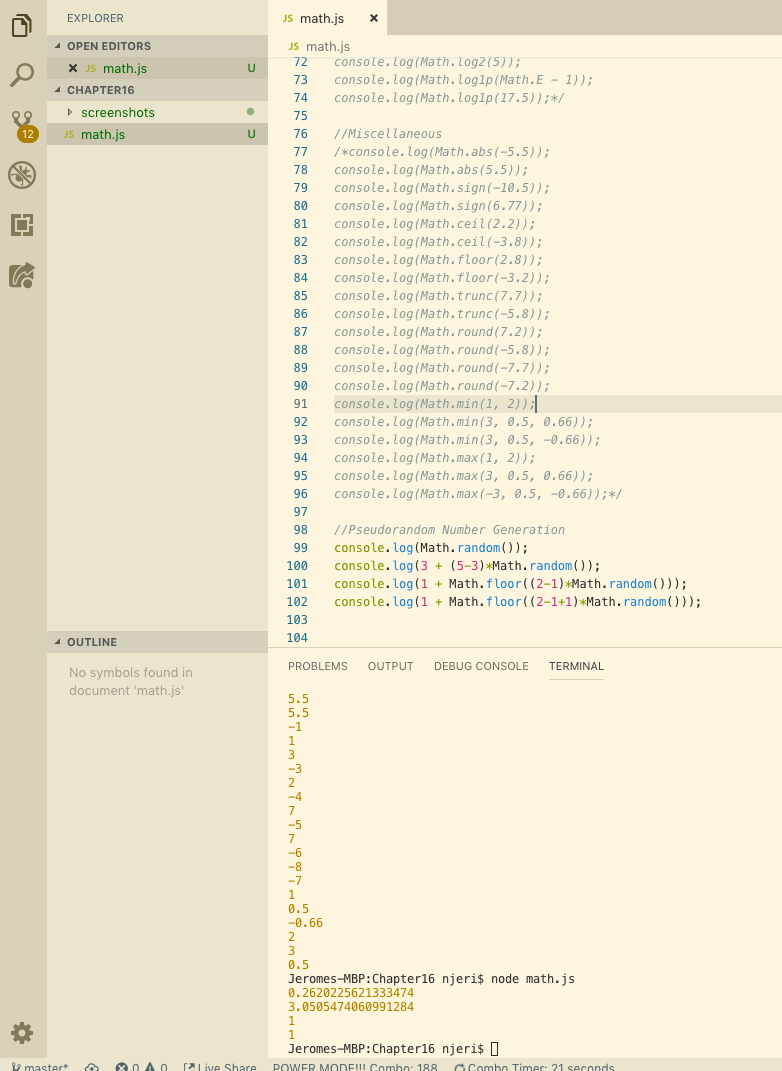 EXPLORER
OPEN EDITORS
JS math.js U
CHAPTER16
screenshots
JS math.js U
12
OUTLINE
No symbols found in
document 'math.js'
JS math.js
JS math.js
72 console.log(Math.log2(5));
73 console.log(Math.log1p(Math.E - 1));
74 console.log(Math.log1p(17.5));*/
75
76 //Miscellaneous
77 /*console.log(Math.abs(-5.5));
78 console.log(Math.abs(5.5));
79 console.log(Math.sign(-10.5));
80 console.log(Math.sign(6.77));
81 console.log(Math.ceil(2.2));
82 console.log(Math.ceil(-3.8));
83 console.log(Math.floor(2.8));
84 console.log(Math.floor(-3.2));
85 console.log(Math.trunc(7.7));
86 console.log(Math.trunc(-5.8));
87 console.log(Math.round(7.2));
88 console.log(Math.round(-5.8));
89 console.log(Math.round(-7.7));
90 console.log(Math.round(-7.2));
91 console.log(Math.min(1, 2));
92 console.log(Math.min(3, 0.5, 0.66));
93 console.log(Math.min(3, 0.5, -0.66));
94 console.log(Math.max(1, 2));
95 console.log(Math.max(3, 0.5, 0.66));
96 console.log(Math.max(-3, 0.5, -0.66));*/
97
98 //Pseudorandom Number Generation
99 console.log(Math.random());
100 console.log(3 + (5-3)*Math.random());
101 console.log(1 + Math.floor((2-1)*Math.random()));
102 console.log(1 + Math.floor((2-1+1)*Math.random()));
103
104
PROBLEMS OUTPUT DEBUG CONSOLE TERMINAL
5.5
5.5
-1
1
3
-3
2
-4
7
-5
7
-6
-8
-7
1
0.5
-0.66
2
3
0.5
Jeromes-MBP:Chapter16 njeri$ node math.js
0.2620225621333474
3.0505474060991284
1
1
Jeromes-MBP:Chapter16 njeri$
master* 0 0 Live Share POWER MODE!!! Combo: 188 Combo Timer: 21 seconds